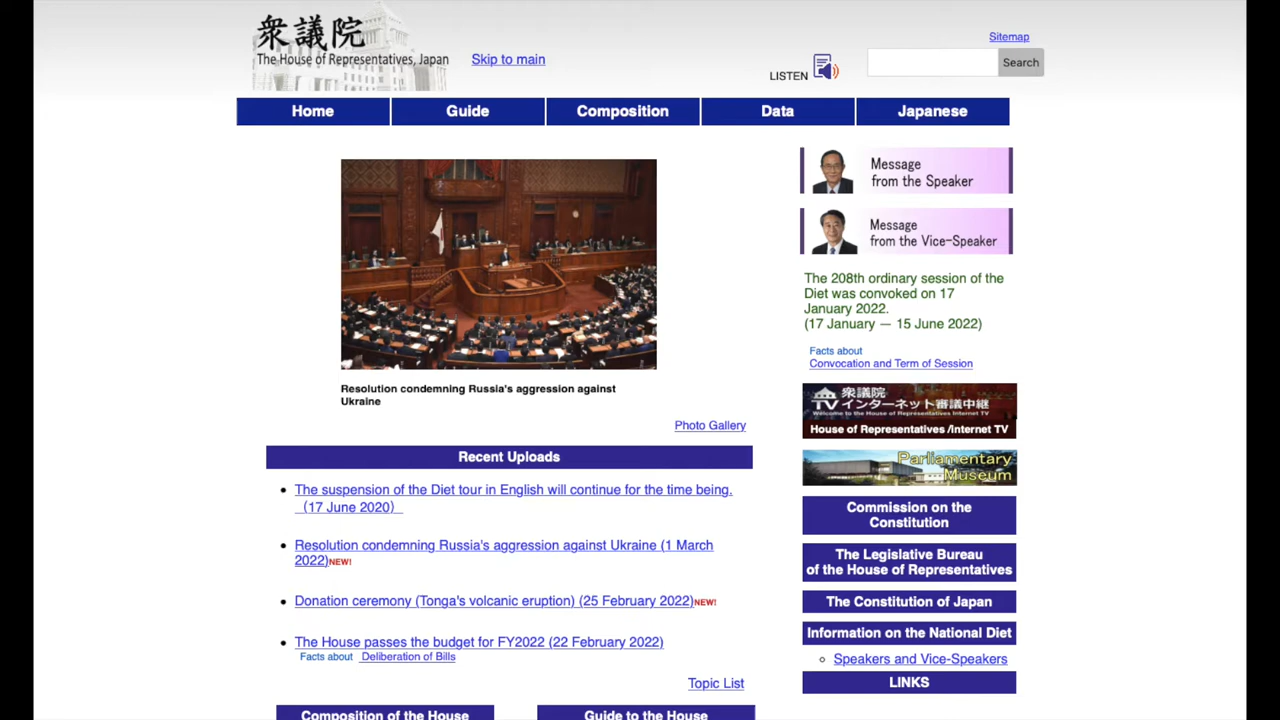 衆議院
The House of Representatives, Japan
Skip to main
LISTEN
Sitemap
Search
Home
Guide
Composition
Data
Japanese
Resolution condemning Russia's aggression against
Ukraine
Photo Gallery
Recent Uploads
The suspension of the Diet tour in English will continue for the time being.
（17 June 2020）
Resolution condemning Russia's aggression against Ukraine (1 March
2022)NEW!
Donation ceremony (Tonga's volcanic eruption) (25 February 2022)NEW!
The House passes the budget for FY2022 (22 February 2022)
Facts about Deliberation of Bills
Topic List
Composition of the House
Guide to the House
Message
from the Speaker
Message
from the Vice-Speaker
The 208th ordinary session of the
Diet was convoked on 17
January 2022.
(17 January — 15 June 2022)
Facts about
Convocation and Term of Session
衆議院
TV インターネット審議中継
Welcome to the House of Representatives Internet TV
House of Representatives /Internet TV
Parliamentary
Museum
Commission on the
Constitution
The Legislative Bureau
of the House of Representatives
The Constitution of Japan
Information on the National Diet
Speakers and Vice-Speakers
LINKS